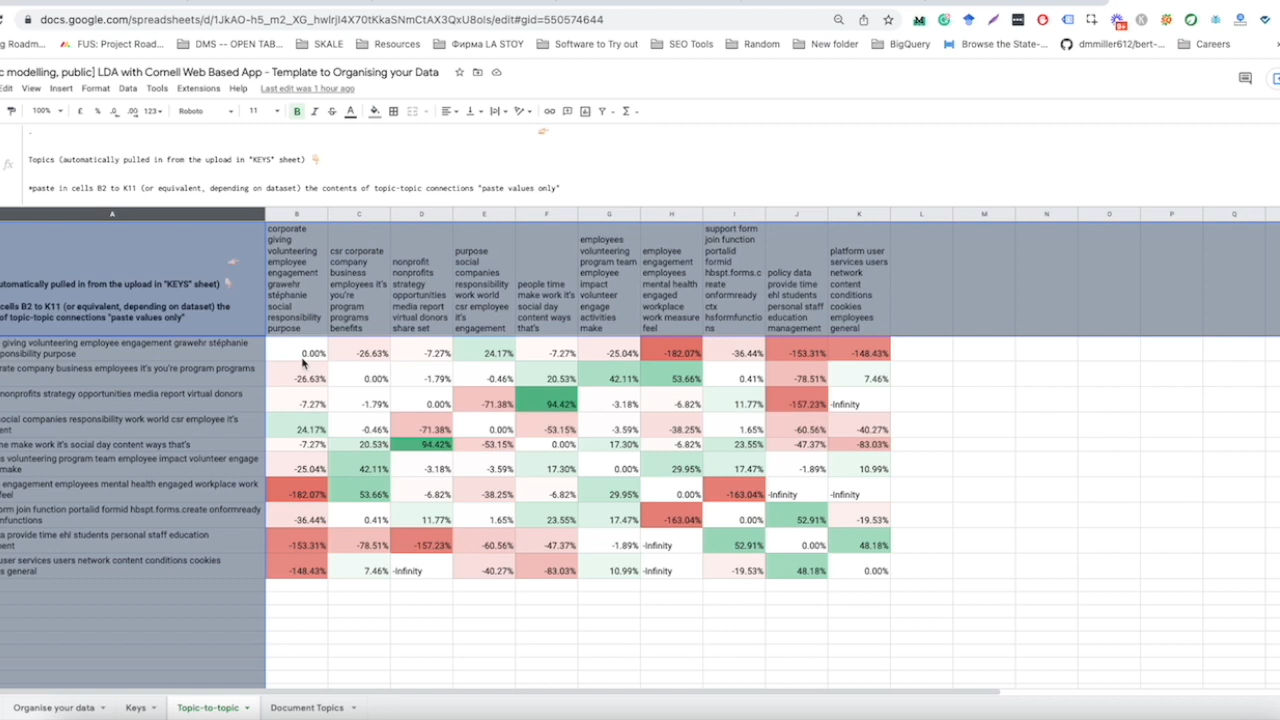 docs.google.com/spreadsheets/d/1JkAO-h5_m2_XG_hwlrjI4X70tKkaSNmCtAX3QxU8ols/edit#gid=550574644
g Roadm... FUS: Project Road... DMS -- OPEN TAB... SKALE Resources Фирма LA STOY Software to Try out SEO Tools Random New folder BigQuery Browse the State-... dmmiller612/bert-... Careers
c modelling, public] LDA with Cornell Web Based App - Template to Organising your Data
Edit View Insert Format Data Tools Extensions Help Last edit was 1 hour ago
100% £ % .0 .00 123 Roboto 11 B I S A
fx
Topics (automatically pulled in from the upload in "KEYS" sheet)
*paste in cells B2 to K11 (or equivalent, depending on dataset) the contents of topic-topic connections "paste values only"
A B C D E F G H I J K L M N O P Q
utomatically pulled in from the upload in "KEYS" sheet)
cells B2 to K11 (or equivalent, depending on dataset) the
of topic-topic connections "paste values only"
corporate
giving
volunteering
employee
engagement
grawehr
stéphanie
social
responsibility
purpose
csr corporate
company
business
employees it's
you're
program
programs
benefits
nonprofit
nonprofits
strategy
opportunities
media report
virtual donors
share set
purpose
social
companies
responsibility
work world
csr employee
it's
engagement
people time
make work it's
social day
content ways
that's
employees
volunteering
program team
employee
impact
volunteer
engage
activities
make
employee
engagement
employees
mental health
engaged
workplace
work measure
feel
support form
join function
portalid
formid
hbspt.forms.c
reate
onformready
ctx
hsformfunctio
ns
policy data
provide time
ehl students
personal staff
education
management
platform user
services users
network
content
conditions
cookies
employees
general
giving volunteering employee engagement grawehr stéphanie
ponsibility purpose
0.00% -26.63% -7.27% 24.17% -7.27% -25.04% -182.07% -36.44% -153.31% -148.43%
rate company business employees it's you're program programs
-26.63% 0.00% -1.79% -0.46% 20.53% 42.11% 53.66% 0.41% -78.51% 7.46%
nonprofits strategy opportunities media report virtual donors
-7.27% -1.79% 0.00% -71.38% 94.42% -3.18% -6.82% 11.77% -157.23% -Infinity
social companies responsibility work world csr employee it's
ent
24.17% -0.46% -71.38% 0.00% -53.15% -3.59% -38.25% 1.65% -60.56% -40.27%
me make work it's social day content ways that's
-7.27% 20.53% 94.42% -53.15% 0.00% 17.30% -6.82% 23.55% -47.37% -83.03%
s volunteering program team employee impact volunteer engage
make
-25.04% 42.11% -3.18% -3.59% 17.30% 0.00% 29.95% 17.47% -1.89% 10.99%
engagement employees mental health engaged workplace work
feel
-182.07% 53.66% -6.82% -38.25% -6.82% 29.95% 0.00% -163.04% -Infinity -Infinity
orm join function portalid formid hbspt.forms.create onformready
nfunctions
-36.44% 0.41% 11.77% 1.65% 23.55% 17.47% -163.04% 0.00% 52.91% -19.53%
a provide time ehl students personal staff education
ent
-153.31% -78.51% -157.23% -60.56% -47.37% -1.89% -Infinity 52.91% 0.00% 48.18%
user services users network content conditions cookies
s general
-148.43% 7.46% -Infinity -40.27% -83.03% 10.99% -Infinity -19.53% 48.18% 0.00%
Organise your data Keys Topic-to-topic Document Topics